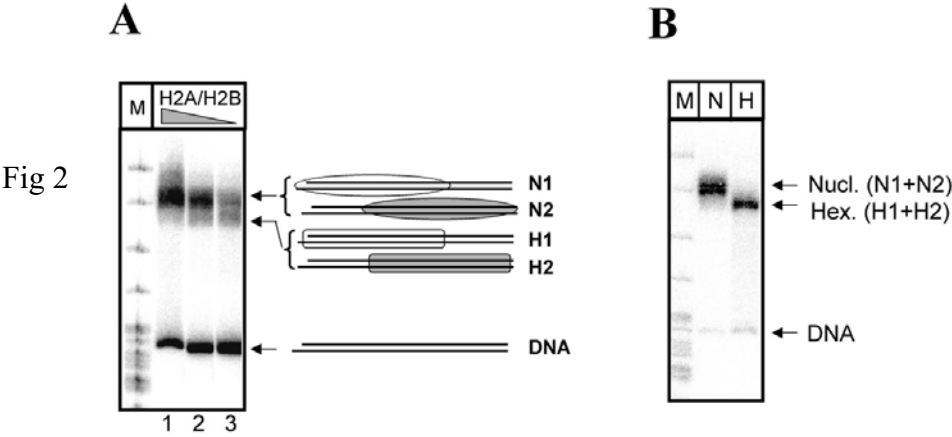 A
B
M H2A/H2B
M N H
Fig 2
N1
N2
H1
H2
DNA
1 2 3
Nucl. (N1+N2)
Hex. (H1+H2)
DNA